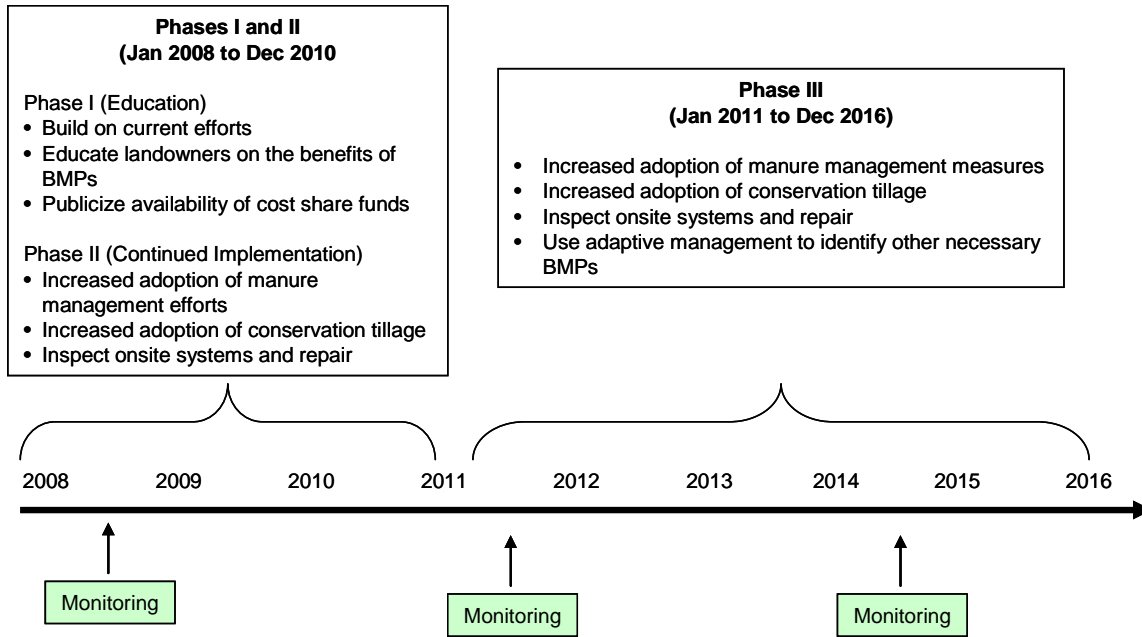 Phases I and II
(Jan 2008 to Dec 2010
Phase I (Education)
• Build on current efforts
• Educate landowners on the benefits of
BMPs
• Publicize availability of cost share funds
Phase II (Continued Implementation)
• Increased adoption of manure
management efforts
• Increased adoption of conservation tillage
• Inspect onsite systems and repair
Phase III
(Jan 2011 to Dec 2016)
• Increased adoption of manure management measures
• Increased adoption of conservation tillage
• Inspect onsite systems and repair
• Use adaptive management to identify other necessary
BMPs
2008 2009 2010 2011 2012 2013 2014 2015 2016
Monitoring Monitoring Monitoring